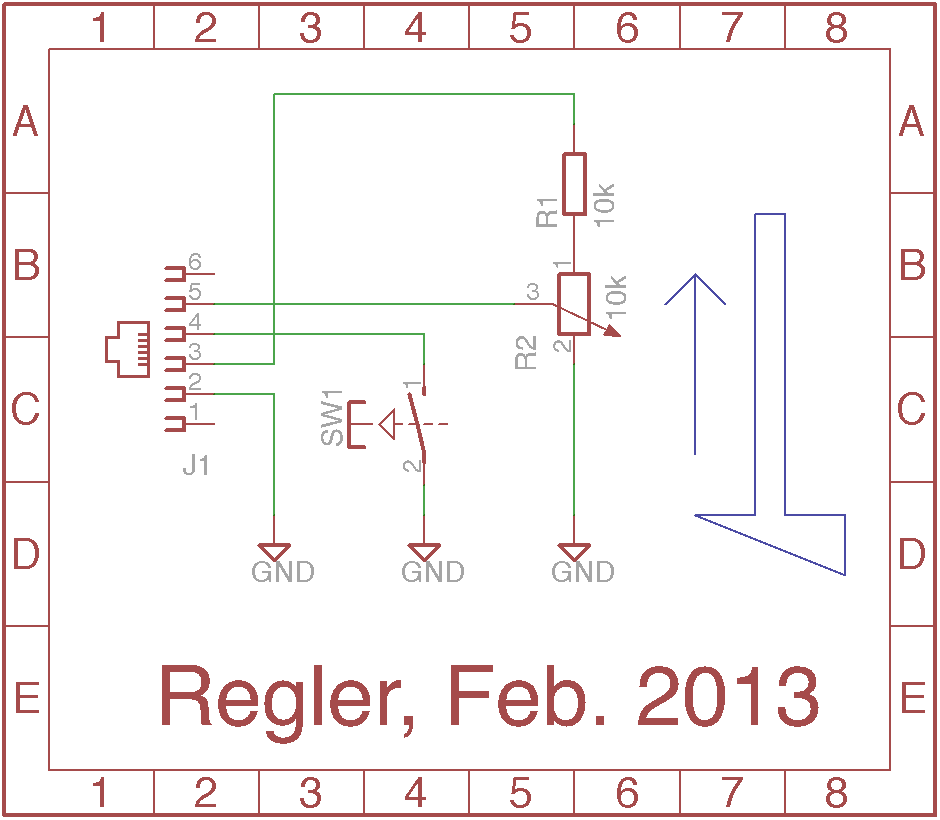 1 2 3 4 5 6 7 8
A A
R1
10k
B B
6
5
4
3
2
1
J1
1
3
10k
R2
2
C C
SW1
1
2
D D
GND GND GND
E E
Regler, Feb. 2013
1 2 3 4 5 6 7 8